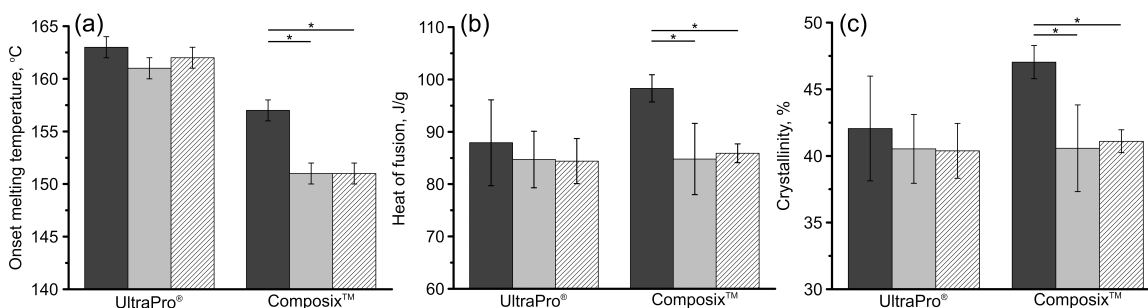 (a)
Onset melting temperature, °C
165
160
155
150
145
140
*
*
UltraPro®
Composix™
(b)
Heat of fusion, J/g
110
100
90
80
70
60
*
*
UltraPro®
Composix™
(c)
Crystallinity, %
50
45
40
35
30
*
*
UltraPro®
Composix™